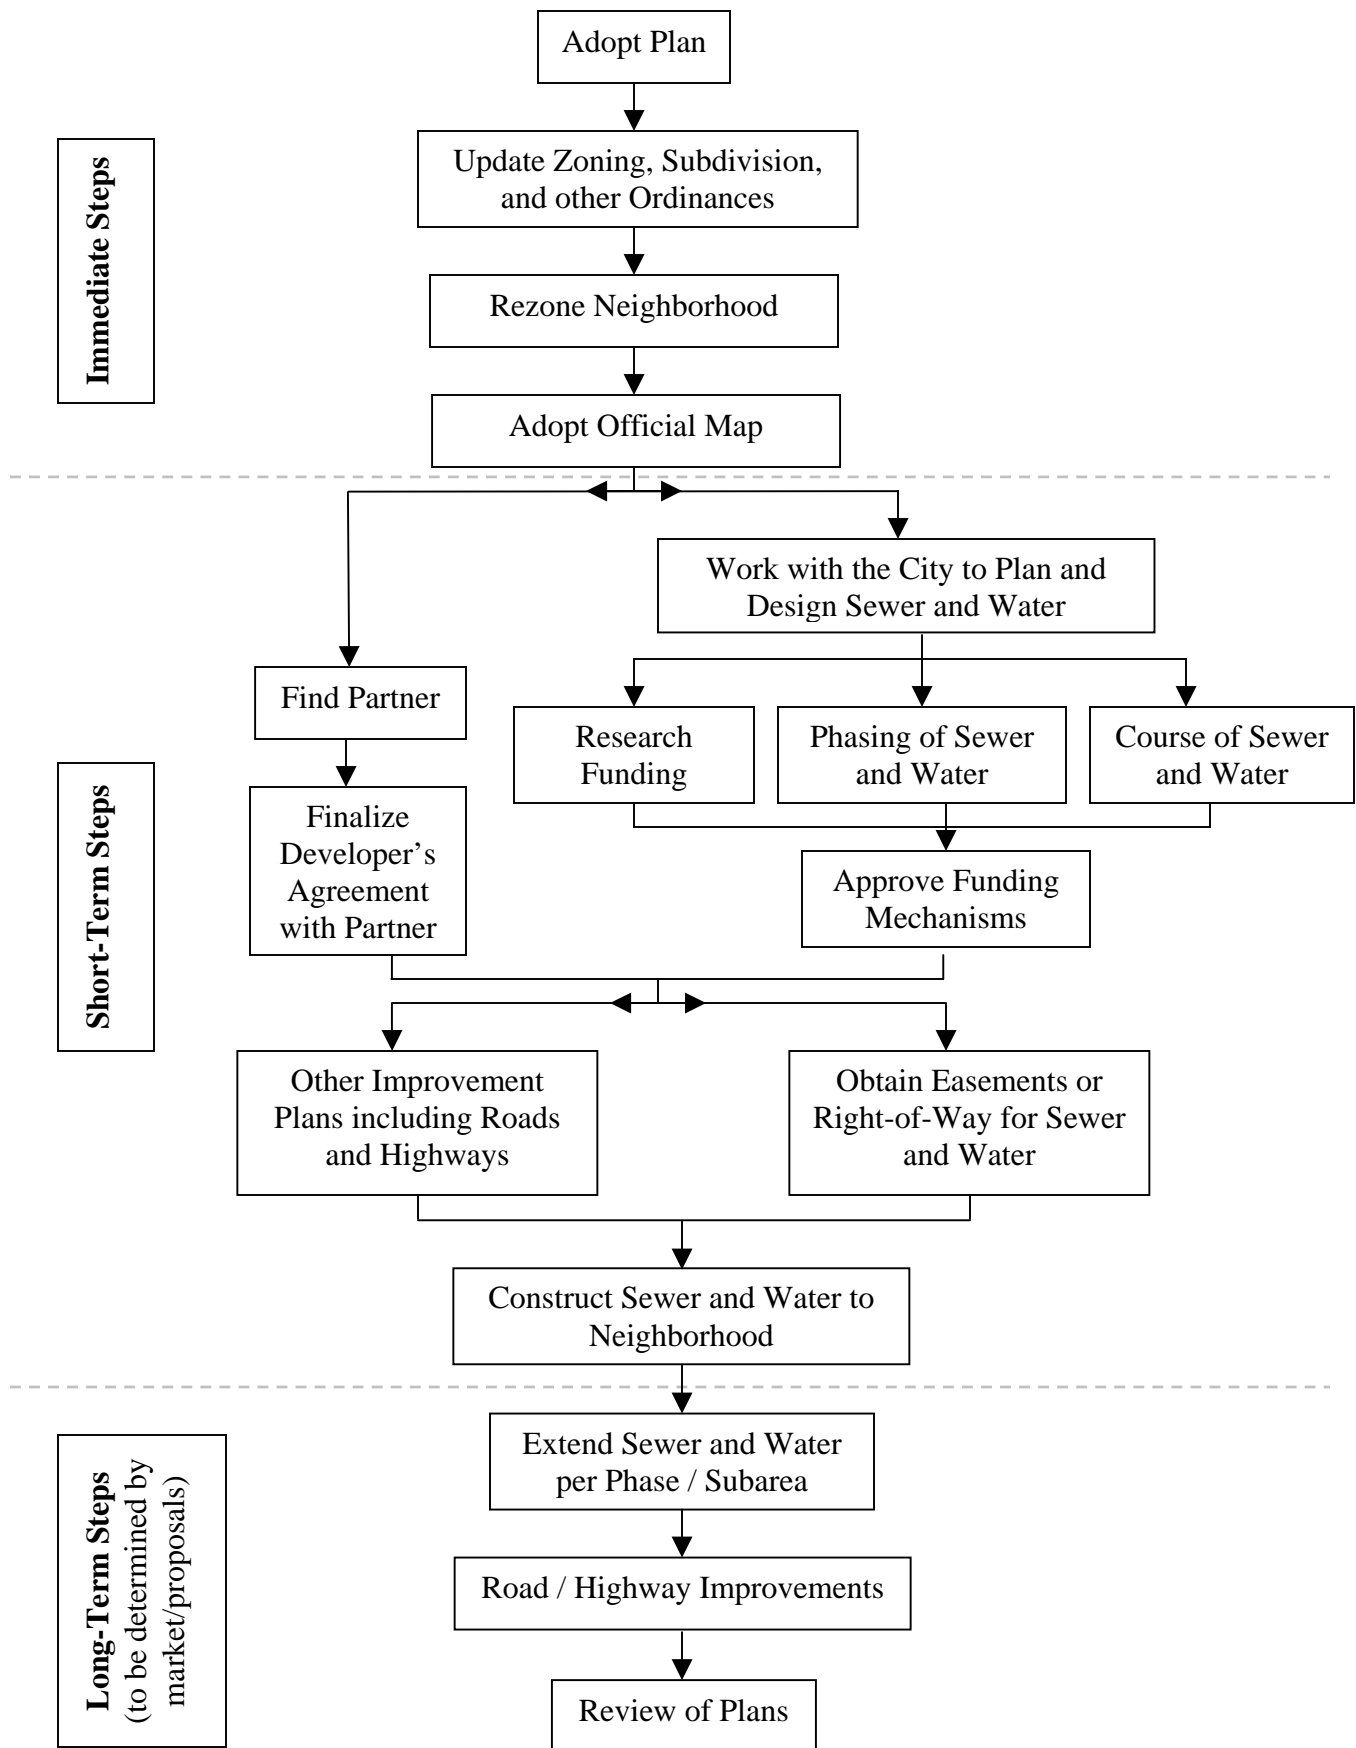 Adopt Plan
Immediate Steps
Update Zoning, Subdivision,
and other Ordinances
Rezone Neighborhood
Adopt Official Map
Work with the City to Plan and
Design Sewer and Water
Short-Term Steps
Find Partner
Research
Funding
Phasing of Sewer
and Water
Course of Sewer
and Water
Finalize
Developer’s
Agreement
with Partner
Approve Funding
Mechanisms
Other Improvement
Plans including Roads
and Highways
Obtain Easements or
Right-of-Way for Sewer
and Water
Construct Sewer and Water to
Neighborhood
Long-Term Steps
(to be determined by
market/proposals)
Extend Sewer and Water
per Phase / Subarea
Road / Highway Improvements
Review of Plans